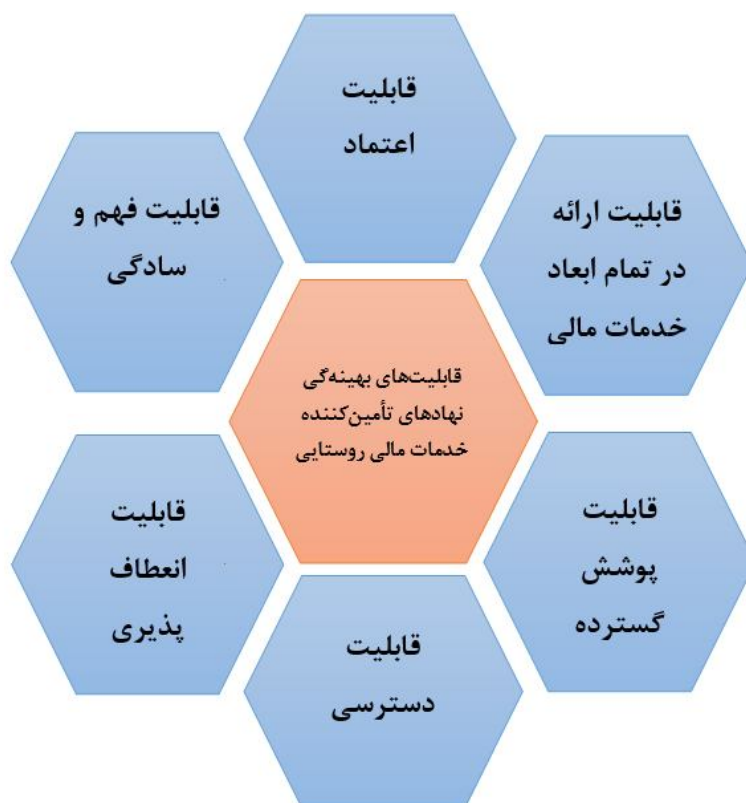 قابلیت
اعتماد
قابلیت ارائه
در تمام ابعاد
خدمات مالی
قابلیت
پوشش
گسترده
قابلیت
دسترسی
قابلیت
انعطاف
پذیری
قابلیت فهم و
سادگی
قابلیت‌های بهینه‌گی
نهادهای تأمین‌کننده
خدمات مالی روستایی